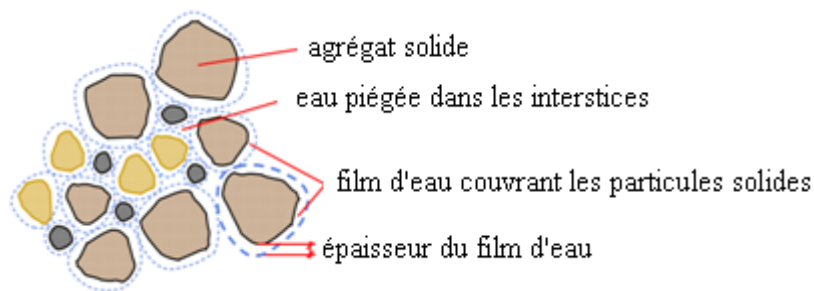 agrégat solide
eau piégée dans les interstices
film d'eau couvrant les particules solides
épaisseur du film d'eau